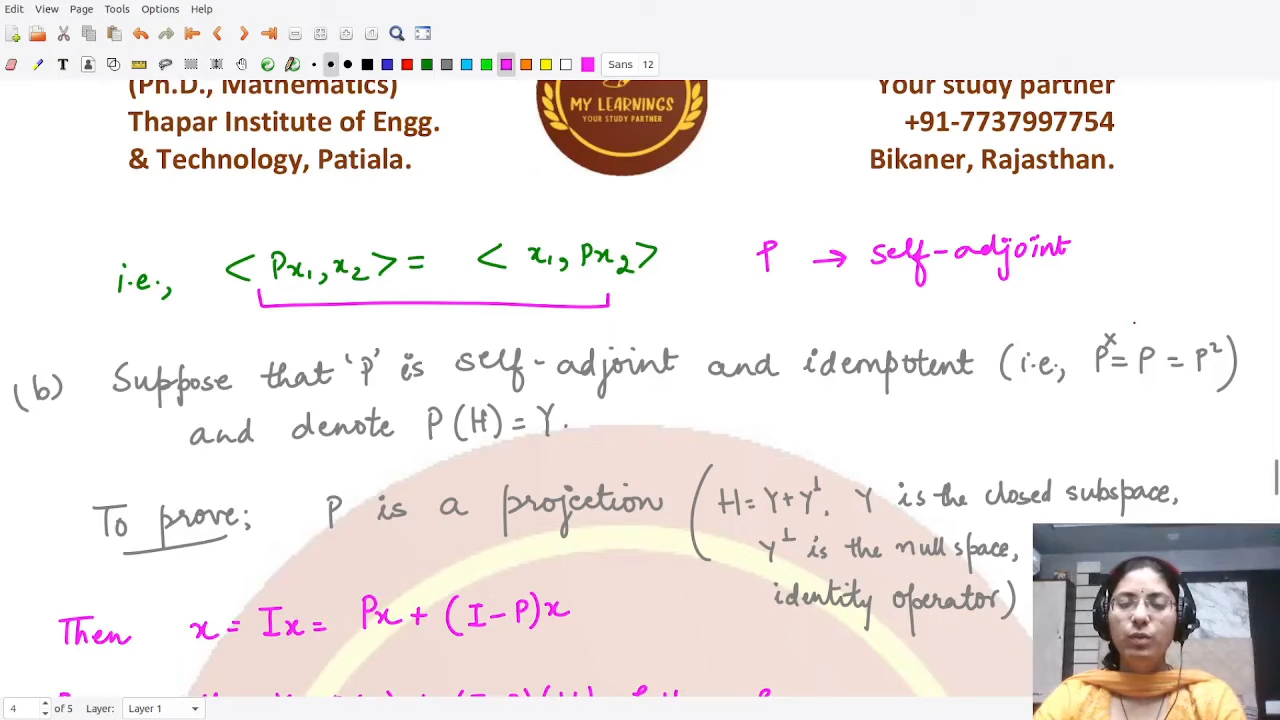 Edit View Page Tools Options Help
Sans 12
(Ph.D., Mathematics)
Thapar Institute of Engg.
& Technology, Patiala.
MY LEARNINGS
YOUR STUDY PARTNER
Your study partner
+91-7737997754
Bikaner, Rajasthan.
i.e., < Px₁, x₂ > = < x₁, Px₂ > P → self-adjoint
(b) Suppose that 'P' is self-adjoint and idempotent (i.e., Pˣ = P = P²)
and denote P(H) = Y.
To prove: P is a projection ( H = Y + Y⊥. Y is the closed subspace,
Y⊥ is the null space,
identity operator)
Then x = Ix = Px + (I-P)x
4 of 5 Layer: Layer 1